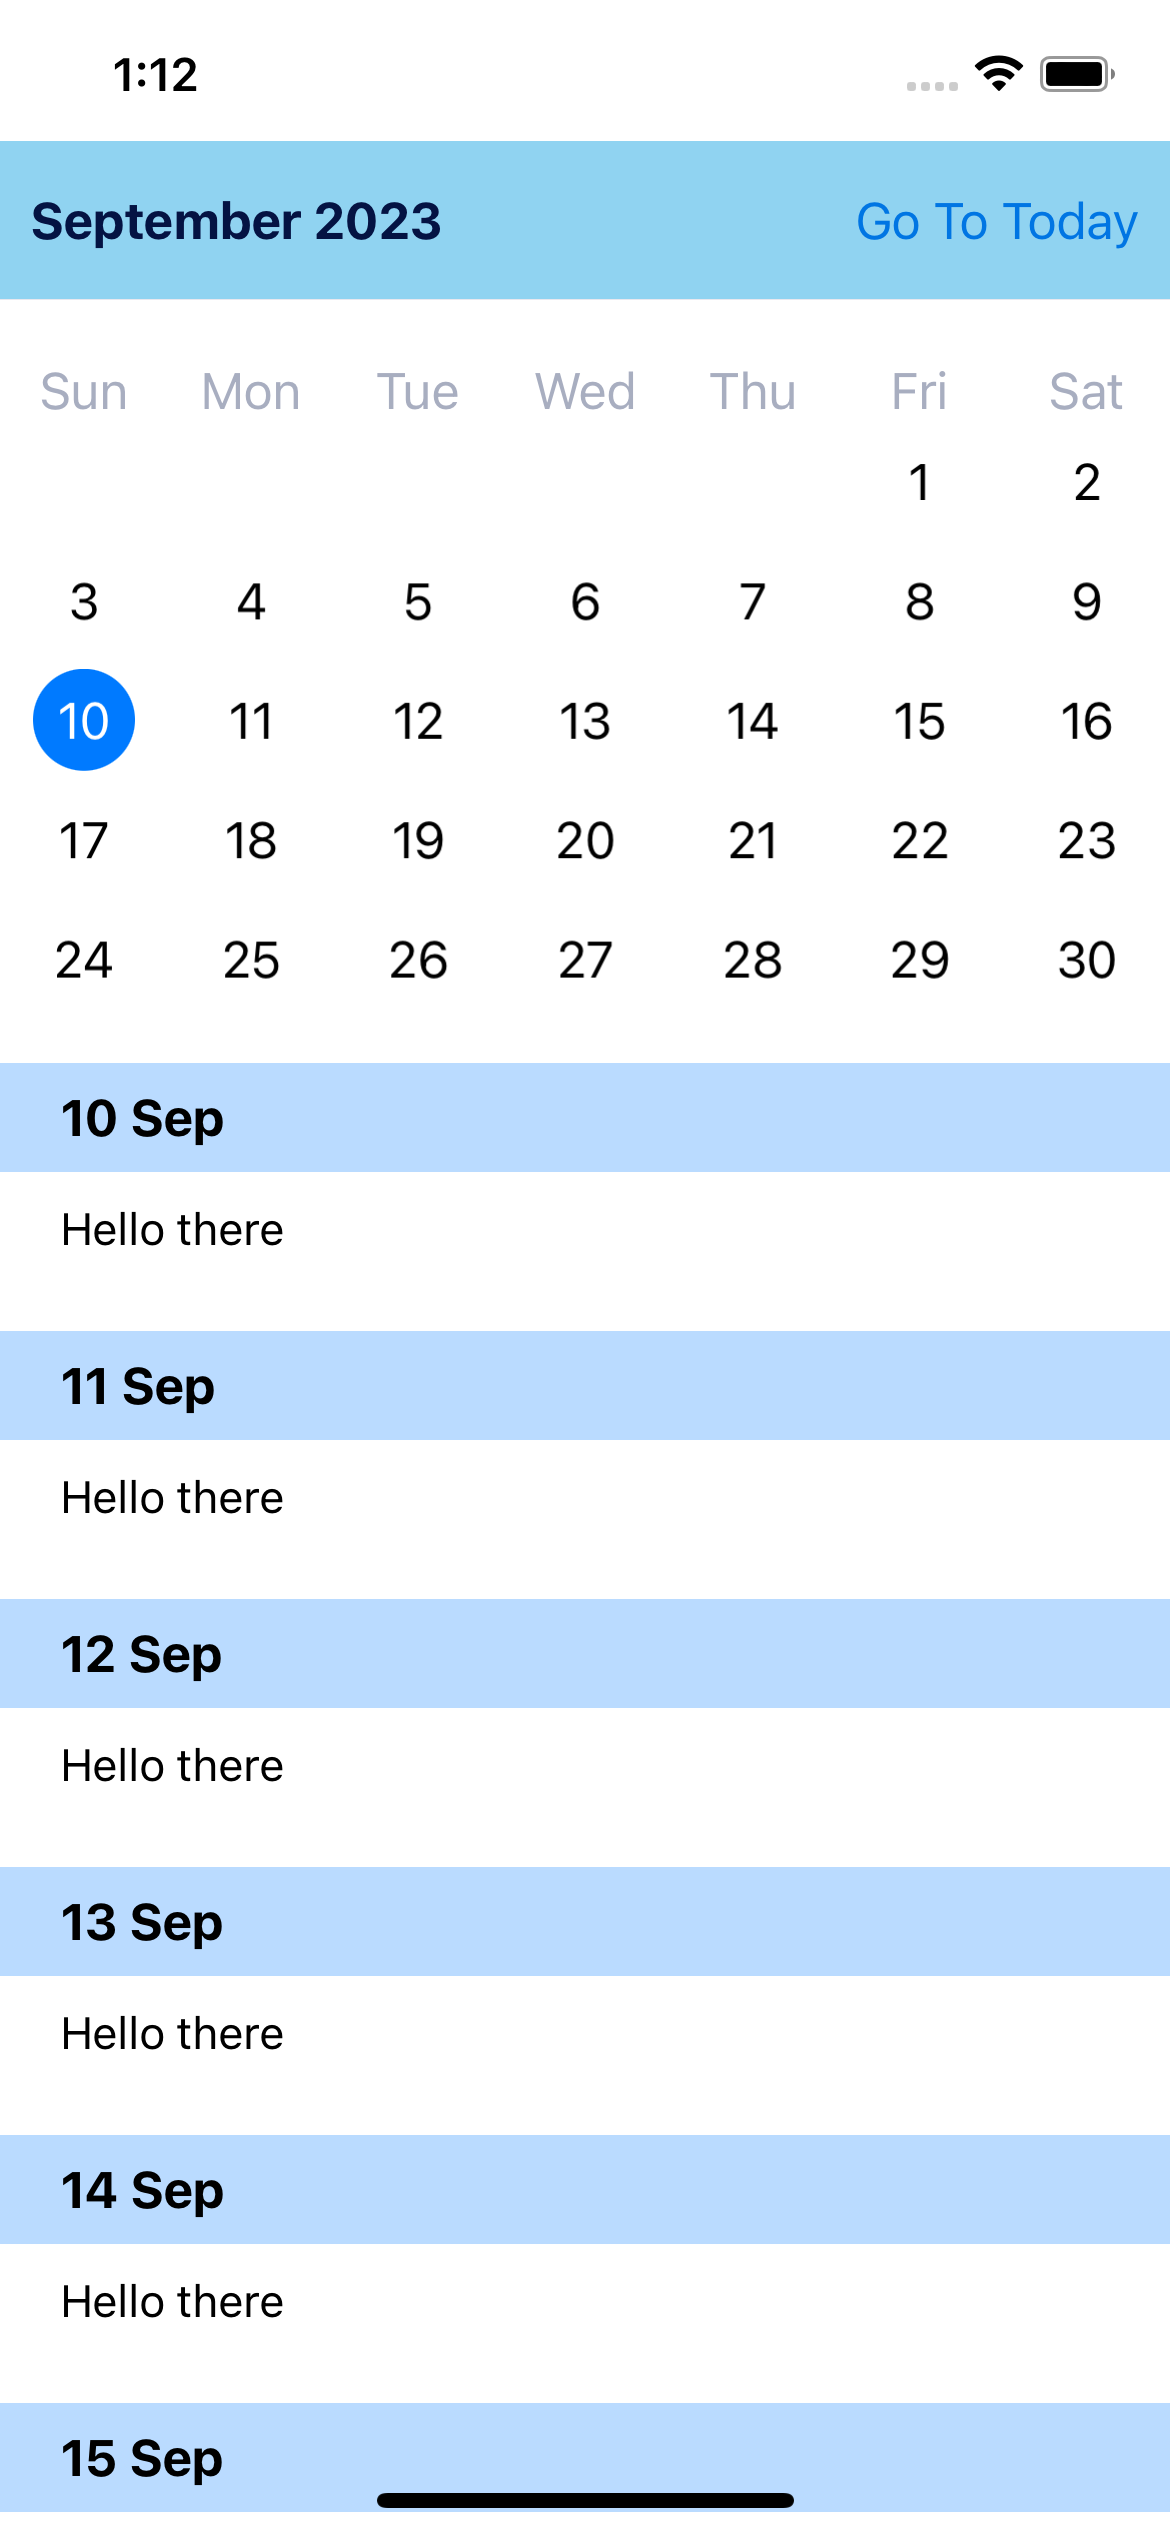 1:12
September 2023 Go To Today
Sun Mon Tue Wed Thu Fri Sat
1 2
3 4 5 6 7 8 9
10 11 12 13 14 15 16
17 18 19 20 21 22 23
24 25 26 27 28 29 30
10 Sep
Hello there
11 Sep
Hello there
12 Sep
Hello there
13 Sep
Hello there
14 Sep
Hello there
15 Sep